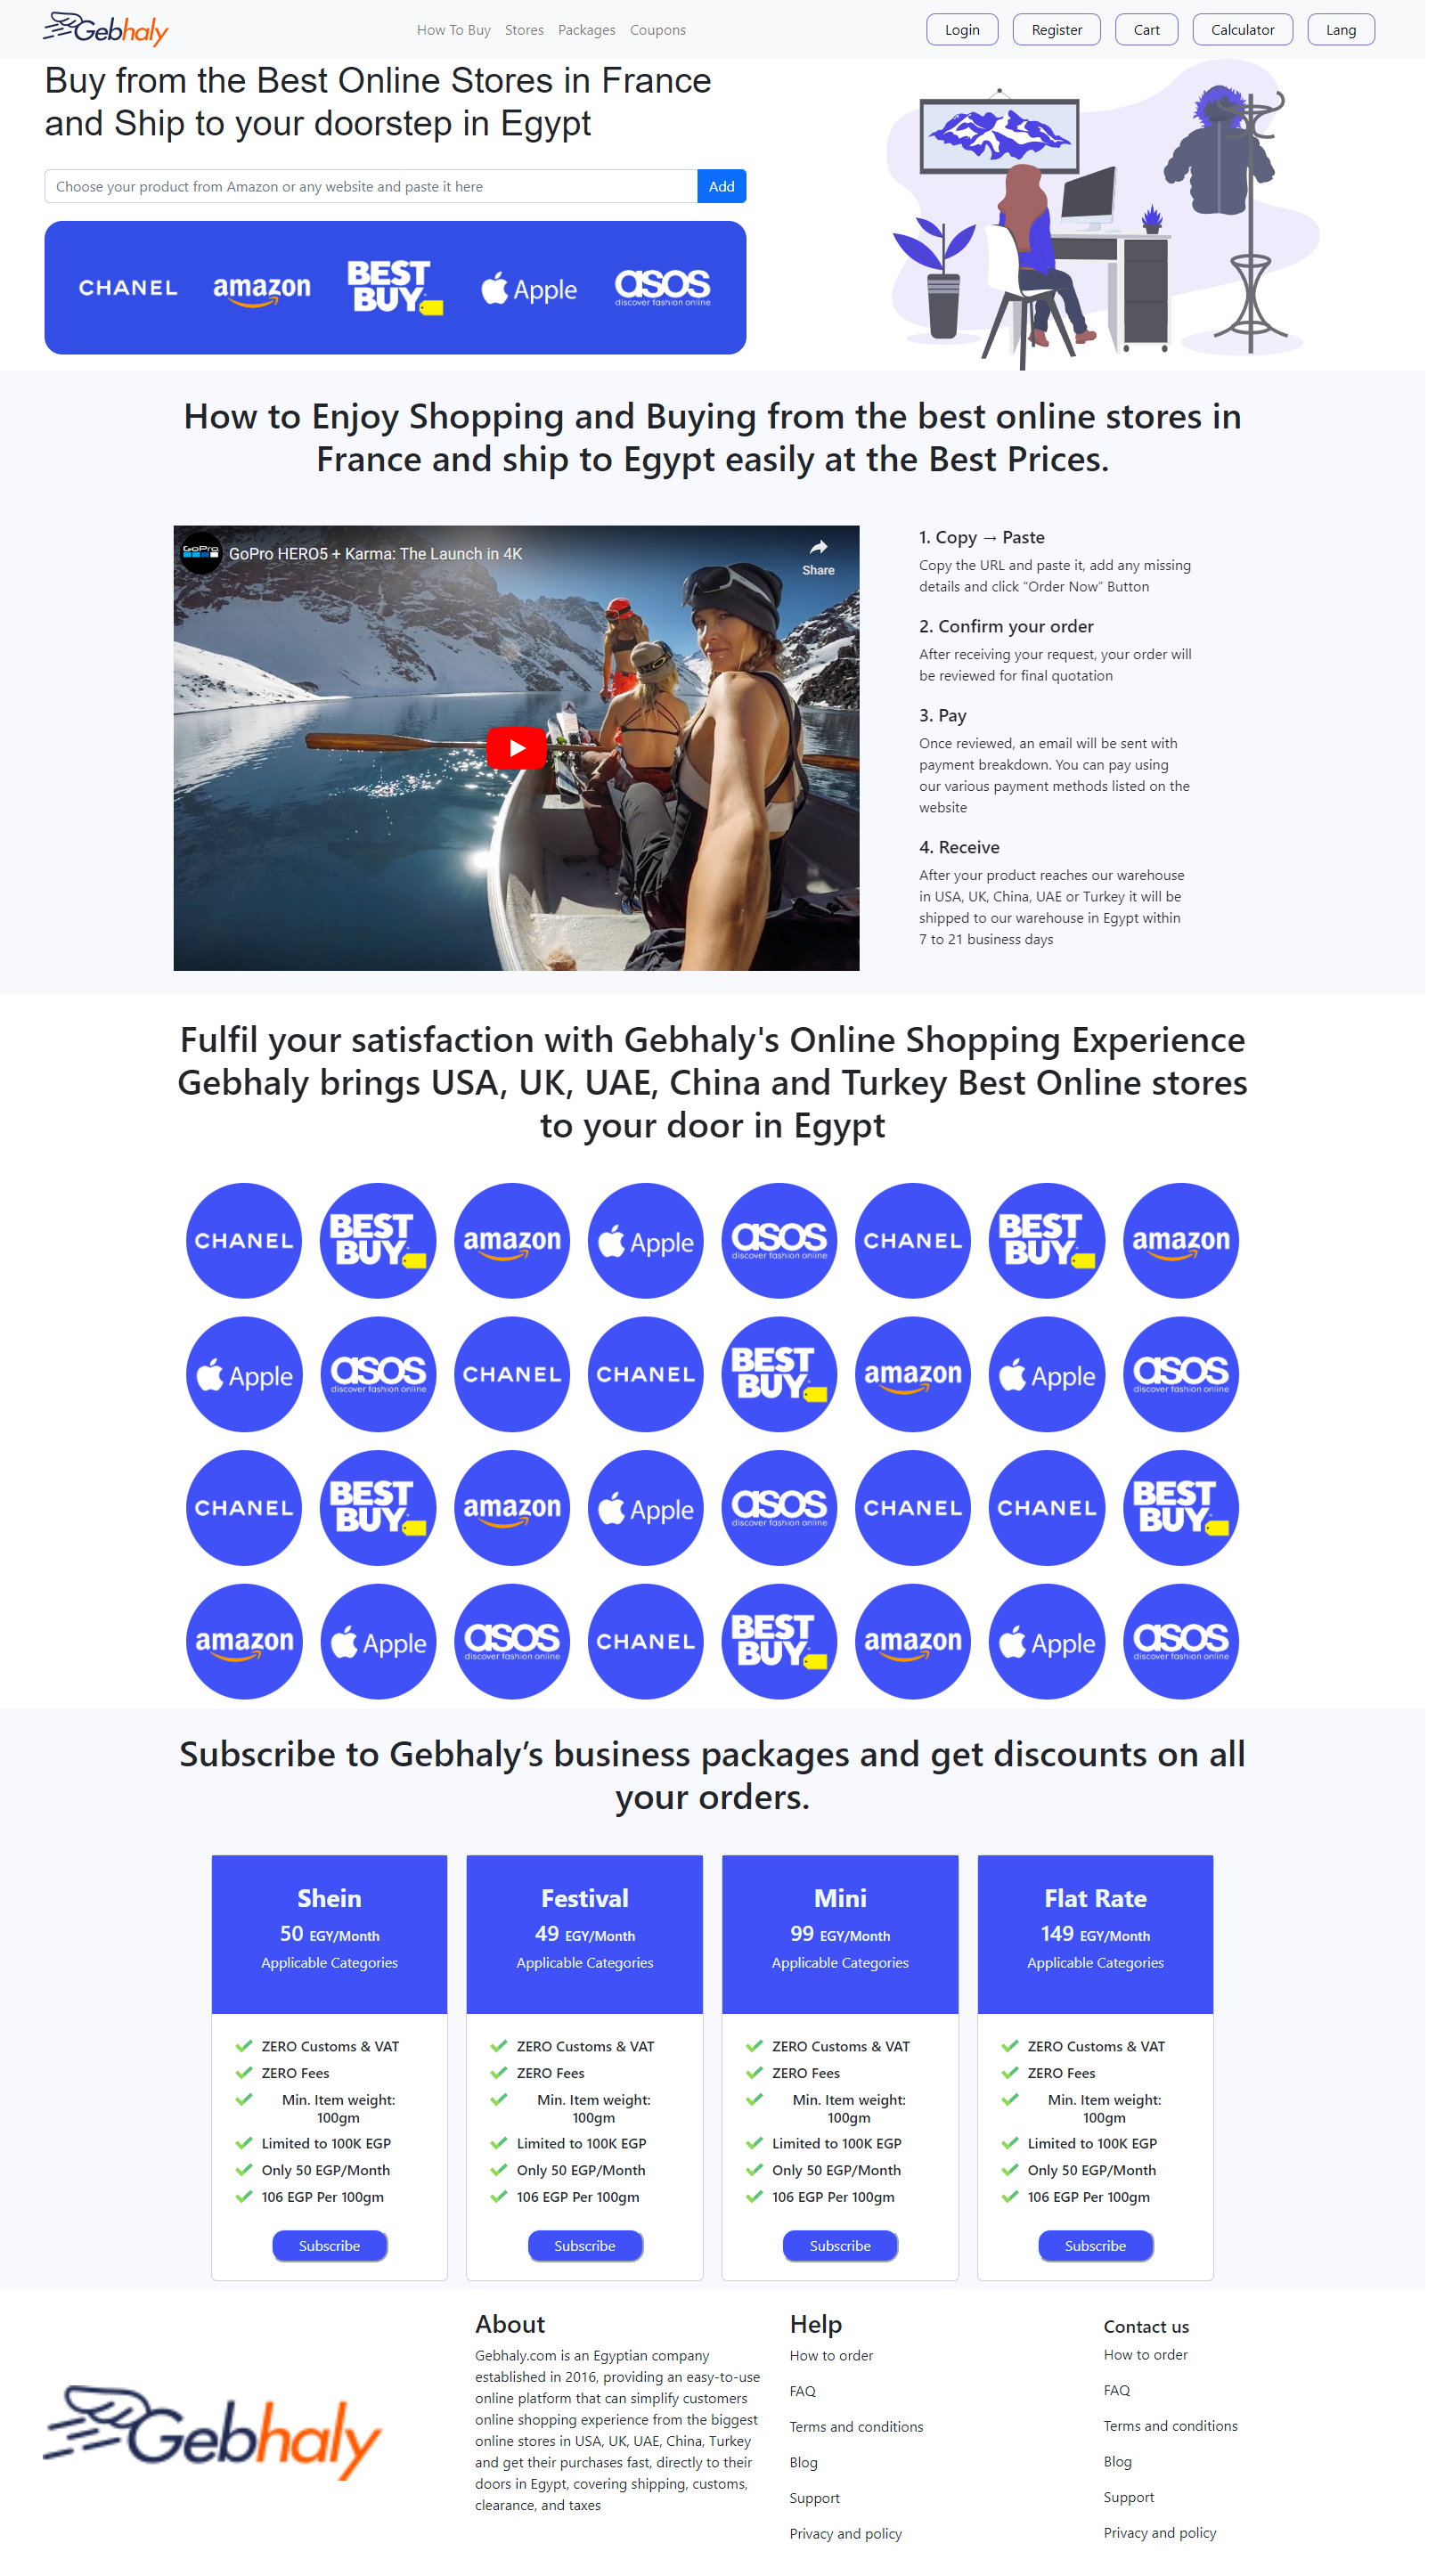 Gebhaly
How To Buy Stores Packages Coupons
Login Register Cart Calculator Lang
Buy from the Best Online Stores in France
and Ship to your doorstep in Egypt
Choose your product from Amazon or any website and paste it here Add
CHANEL amazon BEST BUY Apple asos discover fashion online
How to Enjoy Shopping and Buying from the best online stores in
France and ship to Egypt easily at the Best Prices.
GoPro
GoPro HERO5 + Karma: The Launch in 4K
Share
1. Copy → Paste
Copy the URL and paste it, add any missing
details and click “Order Now” Button
2. Confirm your order
After receiving your request, your order will
be reviewed for final quotation
3. Pay
Once reviewed, an email will be sent with
payment breakdown. You can pay using
our various payment methods listed on the
website
4. Receive
After your product reaches our warehouse
in USA, UK, China, UAE or Turkey it will be
shipped to our warehouse in Egypt within
7 to 21 business days
Fulfil your satisfaction with Gebhaly's Online Shopping Experience
Gebhaly brings USA, UK, UAE, China and Turkey Best Online stores
to your door in Egypt
CHANEL BEST BUY amazon Apple asos discover fashion online CHANEL BEST BUY amazon
Apple asos discover fashion online CHANEL CHANEL BEST BUY amazon Apple asos discover fashion online
CHANEL BEST BUY amazon Apple asos discover fashion online CHANEL CHANEL BEST BUY
amazon Apple asos discover fashion online CHANEL BEST BUY amazon Apple asos discover fashion online
Subscribe to Gebhaly’s business packages and get discounts on all
your orders.
Shein
50 EGY/Month
Applicable Categories
ZERO Customs & VAT
ZERO Fees
Min. Item weight:
100gm
Limited to 100K EGP
Only 50 EGP/Month
106 EGP Per 100gm
Subscribe
Festival
49 EGY/Month
Applicable Categories
ZERO Customs & VAT
ZERO Fees
Min. Item weight:
100gm
Limited to 100K EGP
Only 50 EGP/Month
106 EGP Per 100gm
Subscribe
Mini
99 EGY/Month
Applicable Categories
ZERO Customs & VAT
ZERO Fees
Min. Item weight:
100gm
Limited to 100K EGP
Only 50 EGP/Month
106 EGP Per 100gm
Subscribe
Flat Rate
149 EGY/Month
Applicable Categories
ZERO Customs & VAT
ZERO Fees
Min. Item weight:
100gm
Limited to 100K EGP
Only 50 EGP/Month
106 EGP Per 100gm
Subscribe
Gebhaly
About
Gebhaly.com is an Egyptian company
established in 2016, providing an easy-to-use
online platform that can simplify customers
online shopping experience from the biggest
online stores in USA, UK, UAE, China, Turkey
and get their purchases fast, directly to their
doors in Egypt, covering shipping, customs,
clearance, and taxes
Help
How to order
FAQ
Terms and conditions
Blog
Support
Privacy and policy
Contact us
How to order
FAQ
Terms and conditions
Blog
Support
Privacy and policy